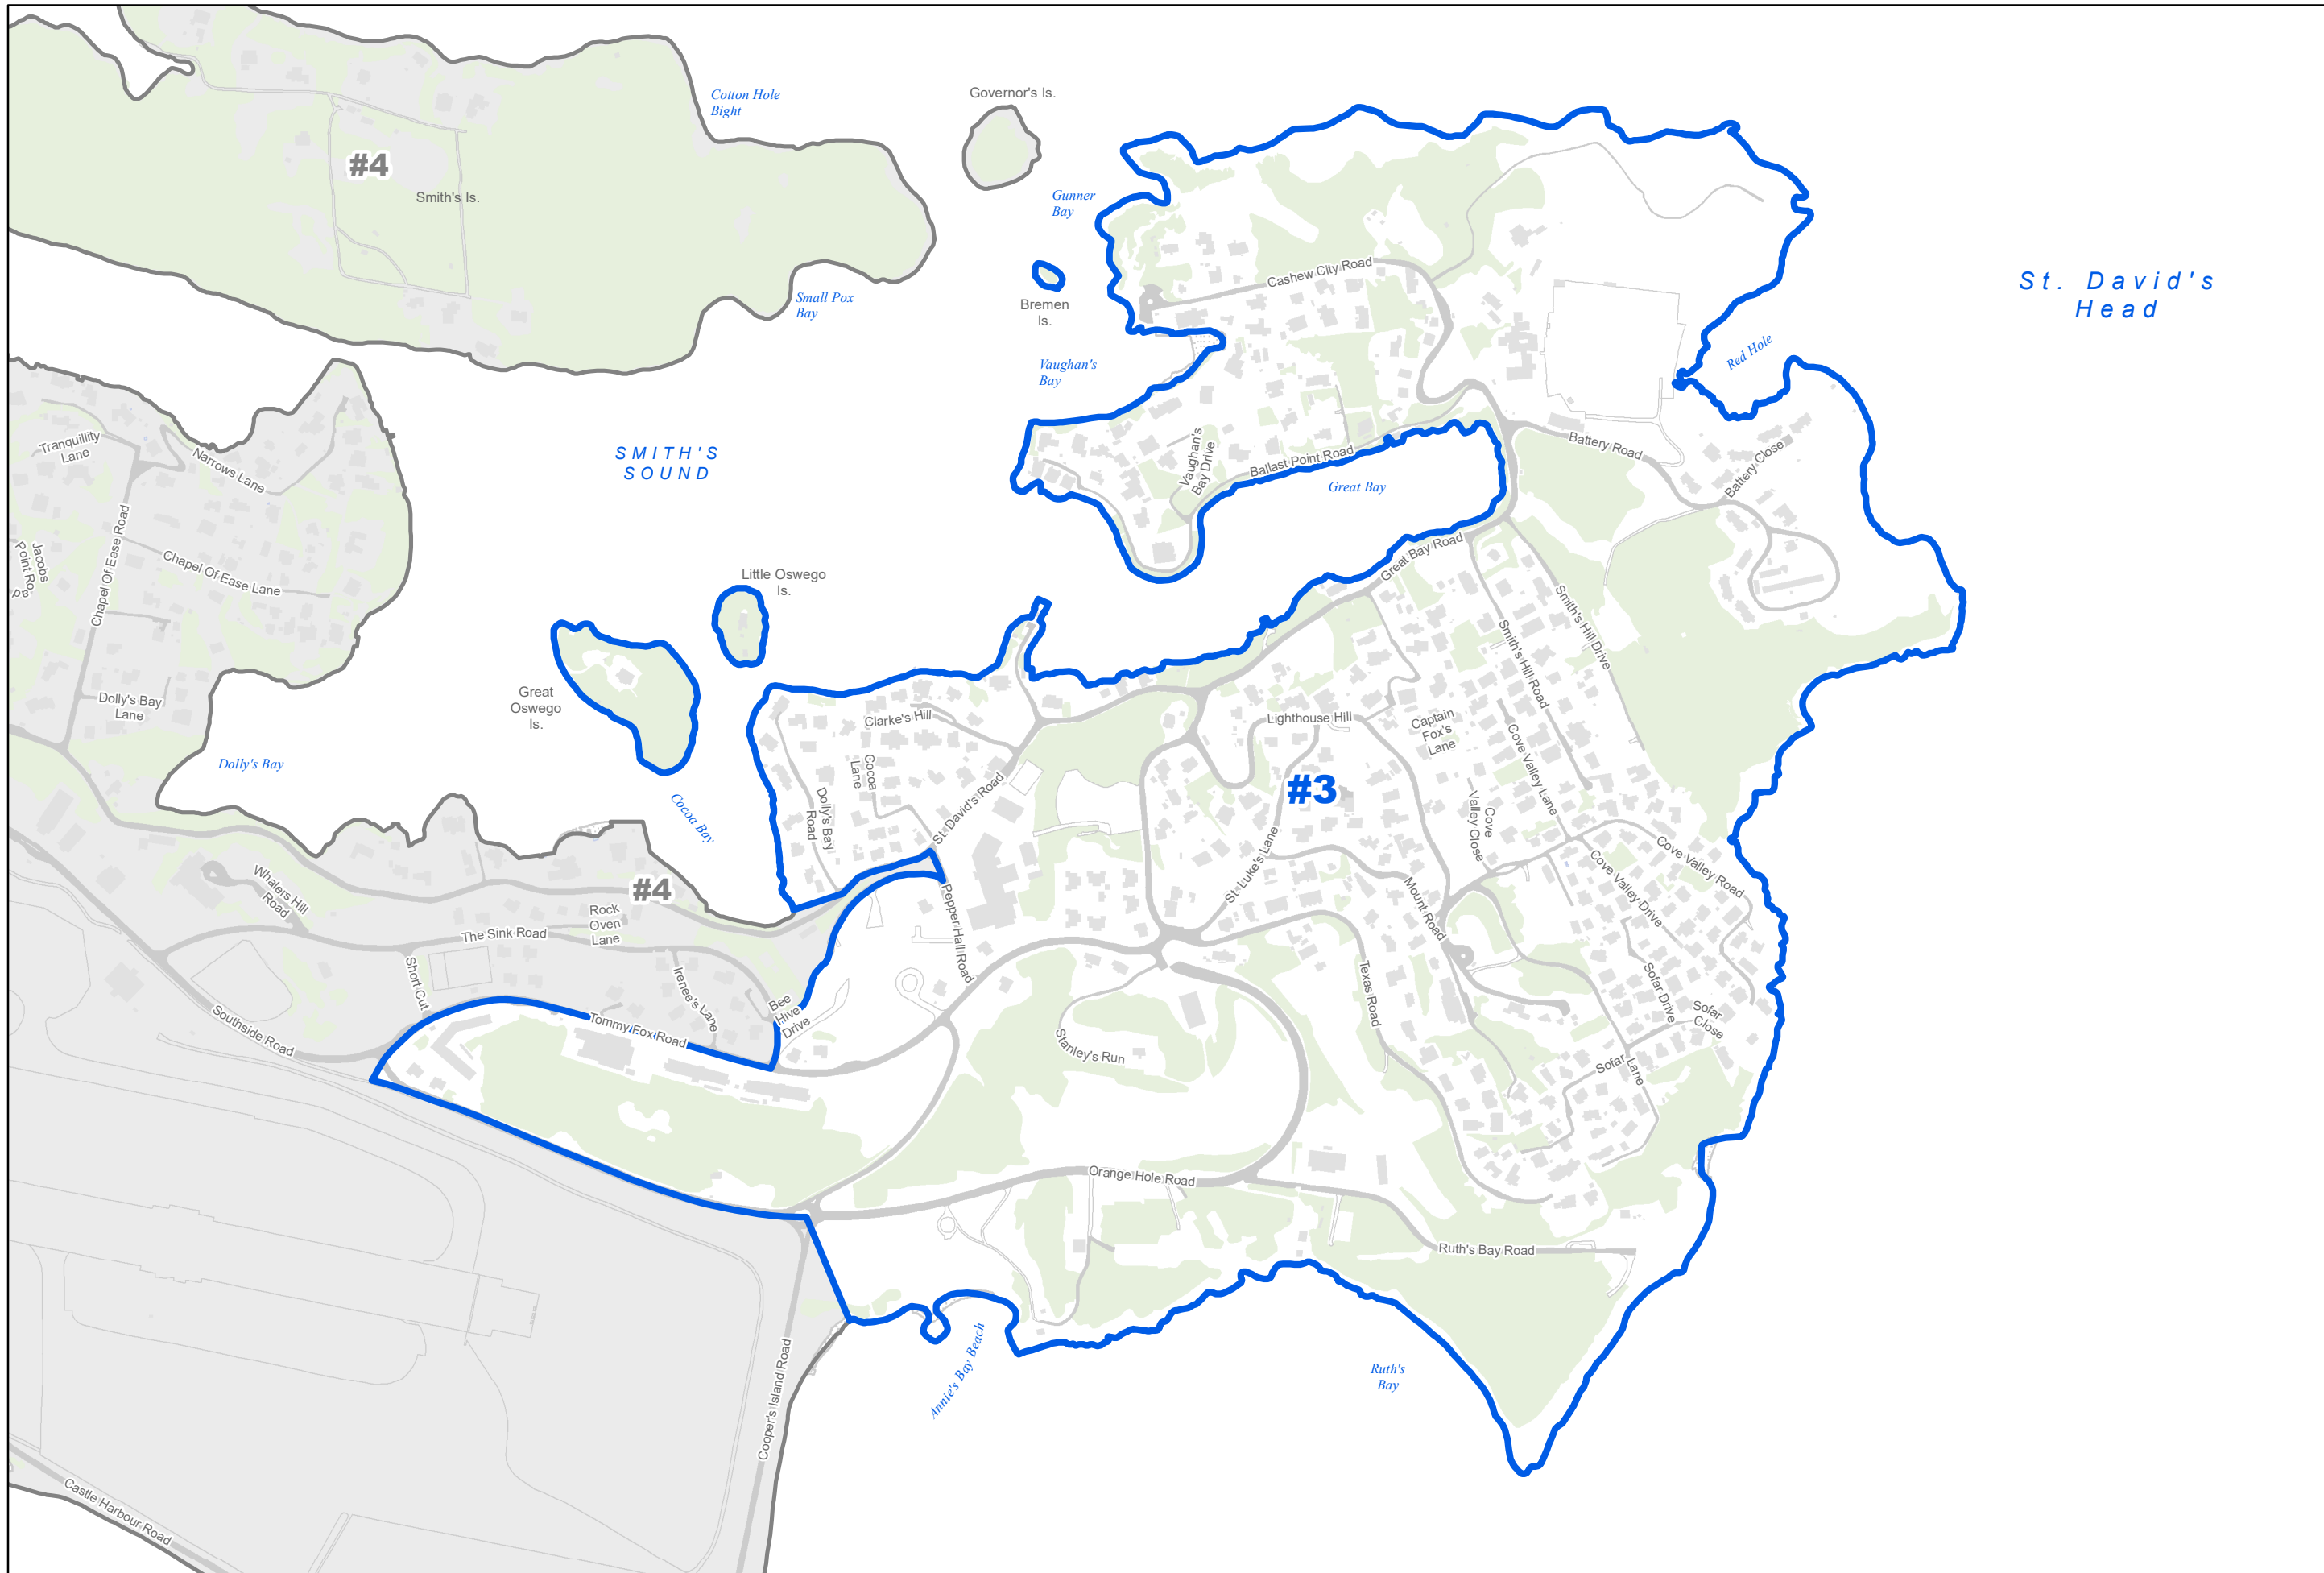 Cotton Hole
Bight
Governor's Is.
#4
Smith's Is.
Gunner
Bay
Cashew City Road
St. David's
Head
Small Pox
Bay
Bremen
Is.
Vaughan's
Bay
Red Hole
Tranquillity
Lane
Narrows Lane
SMITH'S
SOUND
Vaughan's
Bay Drive
Ballast Point Road
Great Bay
Battery Road
Battery Close
Jacobs
Point Ro
ad
Chapel Of Ease Road
Chapel Of Ease Lane
Great Bay Road
Little Oswego
Is.
Smith's Hill Drive
Smith's Hill Road
Dolly's Bay
Lane
Great
Oswego
Is.
Clarke's Hill
Lighthouse Hill
Captain
Fox's
Lane
Cove Valley Lane
Dolly's Bay
Cocoa Bay
Cocoa
Lane
Dolly's Bay
Road
St. David's Road
#3
Cove
Valley Close
St. Luke's Lane
Cove Valley Road
Cove Valley Drive
Whalers Hill
Road
#4
Rock
Oven
Lane
The Sink Road
Pepper Hall Road
Mount Road
Short Cut
Irenee's Lane
Bee
Hive
Drive
Texas Road
Sofar Drive
Sofar
Close
Southside Road
Tommy Fox Road
Stanley's Run
Sofar
Lane
Orange Hole Road
Ruth's Bay Road
Annie's Bay Beach
Ruth's
Bay
Cooper's Island Road
Castle Harbour Road